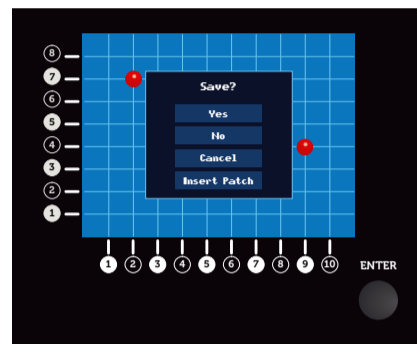 8
7
Save?
6
Yes
5
No
4
Cancel
3
Insert Patch
2
1
1 2 3 4 5 6 7 8 9 10
ENTER